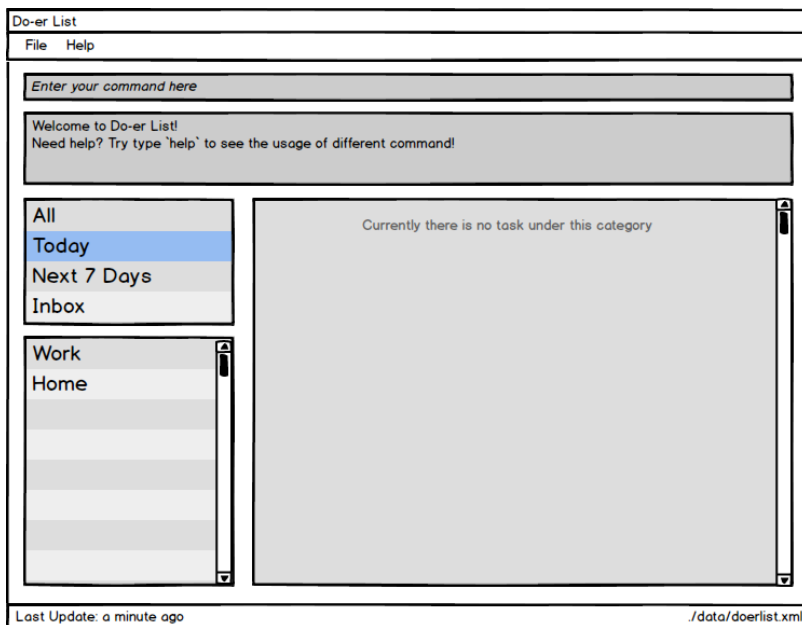 Do-er List
File Help
Enter your command here
Welcome to Do-er List!
Need help? Try type `help` to see the usage of different command!
All
Today
Next 7 Days
Inbox
Work
Home
Currently there is no task under this category
Last Update: a minute ago
./data/doerlist.xml